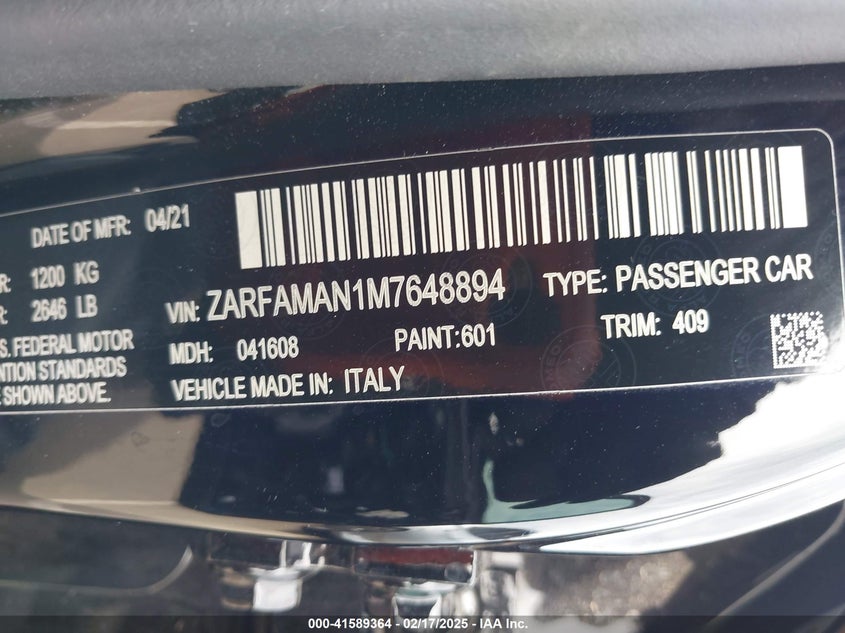 DATE OF MFR: 04/21
R: 1200 KG
R: 2646 LB
S. FEDERAL MOTOR
NTION STANDARDS
E SHOWN ABOVE.
VIN: ZARFAMAN1M7648894 TYPE: PASSENGER CAR
MDH: 041608 PAINT:601 TRIM: 409
VEHICLE MADE IN: ITALY
000-41589364 - 02/17/2025 - IAA Inc.